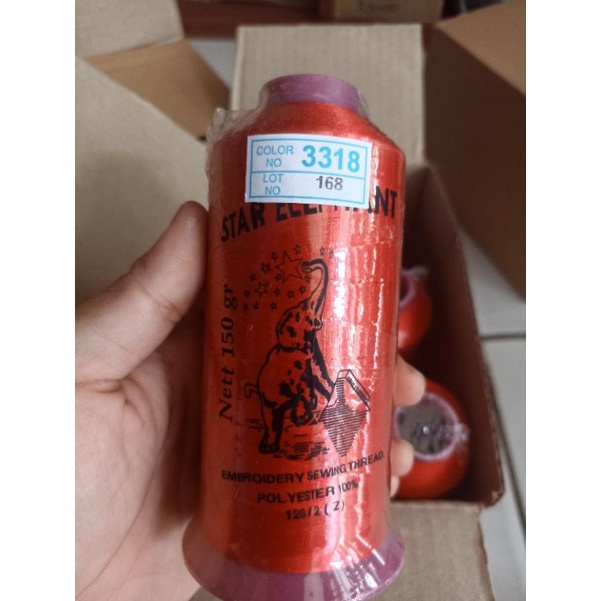 COLOR NO 3318
LOT NO 168
STAR ELEPHANT
Nett 150 gr
EMBROIDERY SEWING THREAD
POLYESTER 100%
120/2 ( Z )